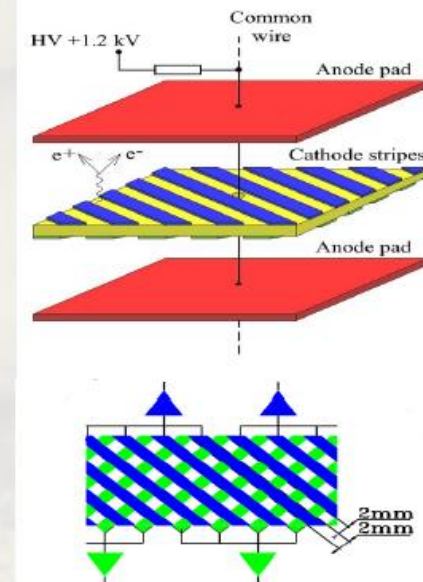 Common
wire
HV +1.2 kV
Anode pad
e+
e-
Cathode stripes
Anode pad
2mm
2mm